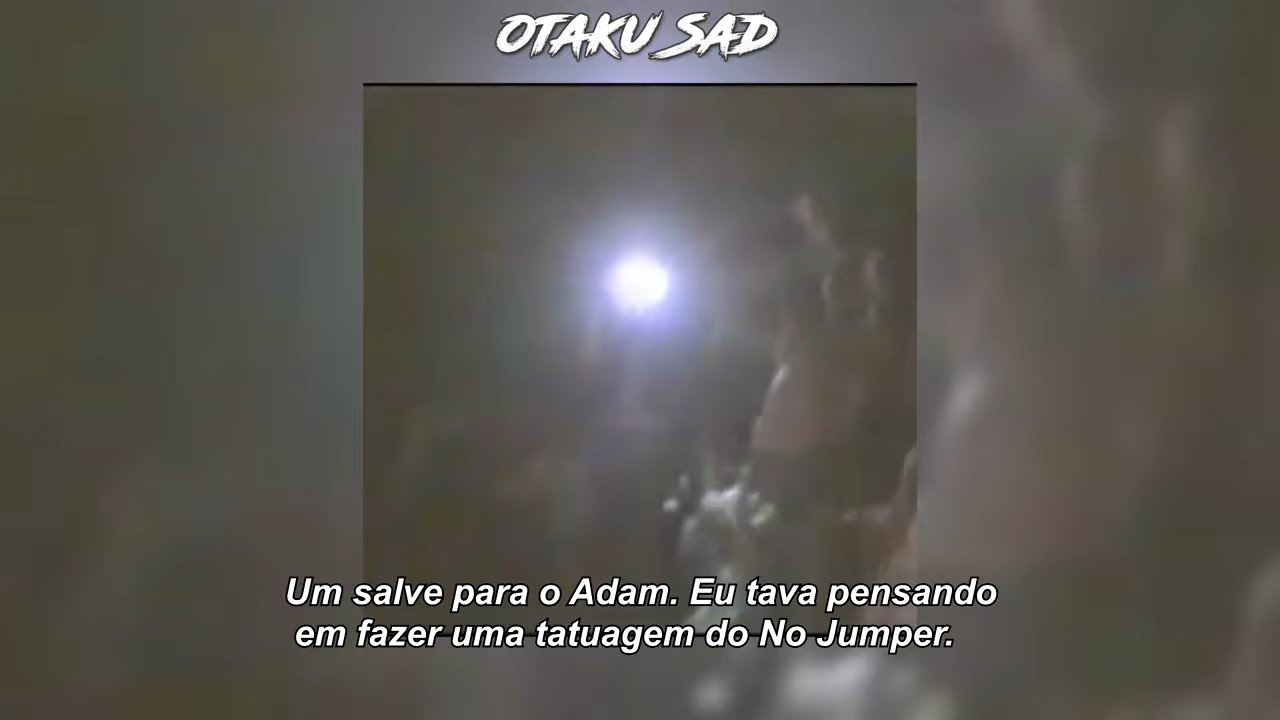 OTAKU SAD
Um salve para o Adam. Eu tava pensando
em fazer uma tatuagem do No Jumper.